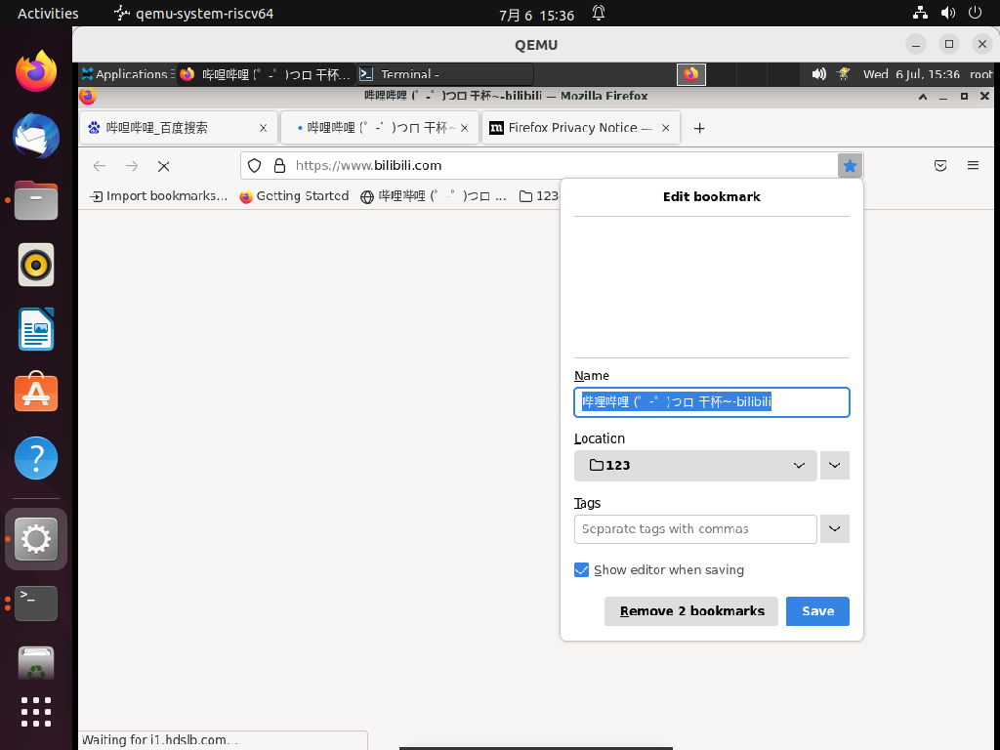 Activities
qemu-system-riscv64
7月 6 15:36
QEMU
Applications
哔哩哔哩 (゜-゜)つロ 干杯...
Terminal -
Wed 6 Jul, 15:36
root
哔哩哔哩 (゜-゜)つロ 干杯~-bilibili — Mozilla Firefox
哔哩哔哩_百度搜索
哔哩哔哩 (゜-゜)つロ 干杯~
Firefox Privacy Notice —
https://www.bilibili.com
Import bookmarks...
Getting Started
哔哩哔哩 (゜-゜)つロ ...
123
Edit bookmark
Name
哔哩哔哩 (゜-゜)つロ 干杯~-bilibili
Location
123
Tags
Separate tags with commas
Show editor when saving
Remove 2 bookmarks
Save
Waiting for i1.hdslb.com...